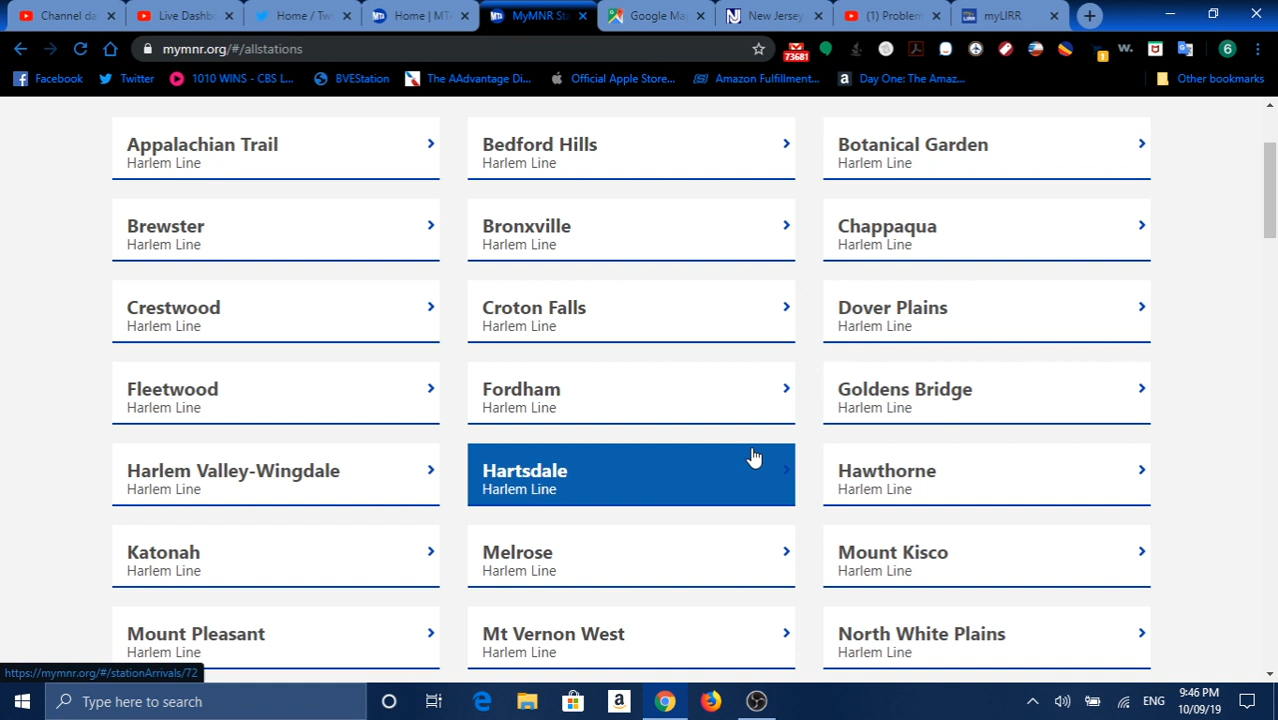 Channel da
Live Dashb
Home / Tw
Home | MT
MyMNR Sta
Google Ma
New Jersey
(1) Problem
myLIRR
mymnr.org/#/allstations
73681
1
W.
6
Facebook
Twitter
1010 WINS - CBS L...
BVEStation
The AAdvantage Di...
Official Apple Store...
Amazon Fulfillment...
Day One: The Amaz...
Other bookmarks
Appalachian Trail
Harlem Line
Bedford Hills
Harlem Line
Botanical Garden
Harlem Line
Brewster
Harlem Line
Bronxville
Harlem Line
Chappaqua
Harlem Line
Crestwood
Harlem Line
Croton Falls
Harlem Line
Dover Plains
Harlem Line
Fleetwood
Harlem Line
Fordham
Harlem Line
Goldens Bridge
Harlem Line
Harlem Valley-Wingdale
Harlem Line
Hartsdale
Harlem Line
Hawthorne
Harlem Line
Katonah
Harlem Line
Melrose
Harlem Line
Mount Kisco
Harlem Line
Mount Pleasant
Harlem Line
Mt Vernon West
Harlem Line
North White Plains
Harlem Line
https://mymnr.org/#/stationArrivals/72
Type here to search
ENG
9:46 PM
10/09/19